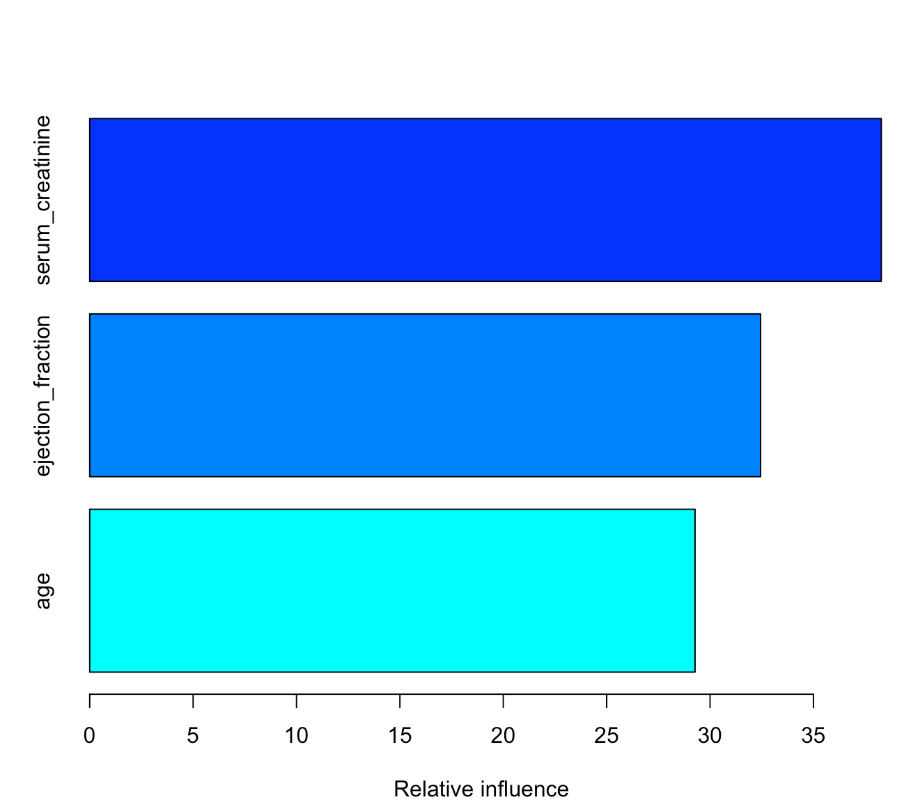 serum_creatinine
ejection_fraction
age
0 5 10 15 20 25 30 35
Relative influence